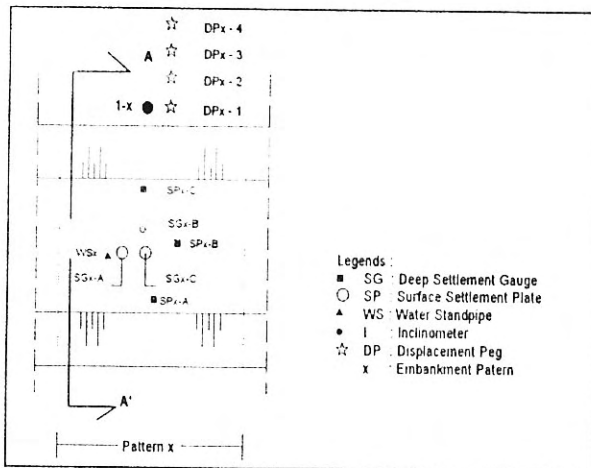 DPx - 4
A DPx - 3
DPx - 2
1-x DPx - 1
SPx-C
SGx-B
SPx-B
WSx
SGx-A SGx-C
SPx-A
Legends :
SG : Deep Settlement Gauge
SP : Surface Settlement Plate
WS : Water Standpipe
I : Inclinometer
DP : Displacement Peg
x : Embankment Patern
A'
Pattern x